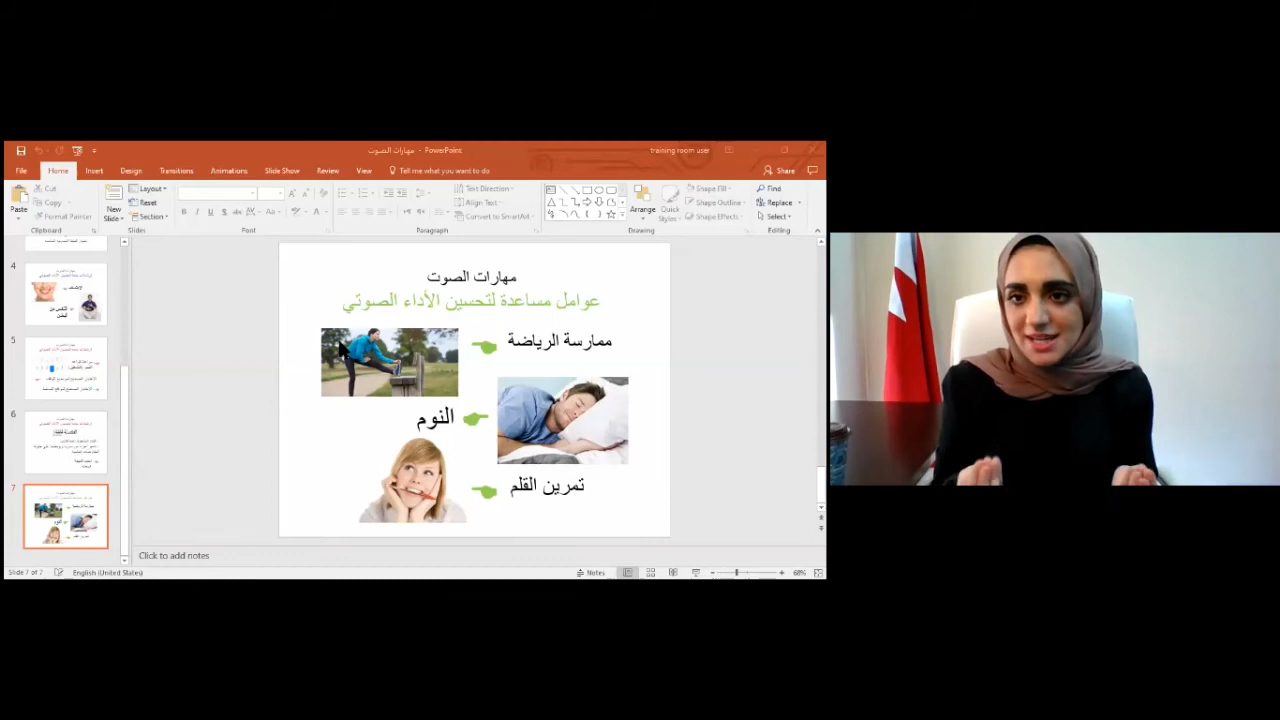 مهارات الصوت - PowerPoint
training room user
File Home Insert Design Transitions Animations Slide Show Review View Tell me what you want to do Share
Paste
Cut
Copy
Format Painter
Clipboard
New Slide
Layout
Reset
Section
Slides
Font
Paragraph
Text Direction
Align Text
Convert to SmartArt
Arrange
Quick Styles
Shape Fill
Shape Outline
Shape Effects
Drawing
Find
Replace
Select
Editing
4
5
6
7
مهارات الصوت
عوامل مساعدة لتحسين الأداء الصوتي
ممارسة الرياضة
النوم
تمرين القلم
Click to add notes
Slide 7 of 7 English (United States) Notes 68%